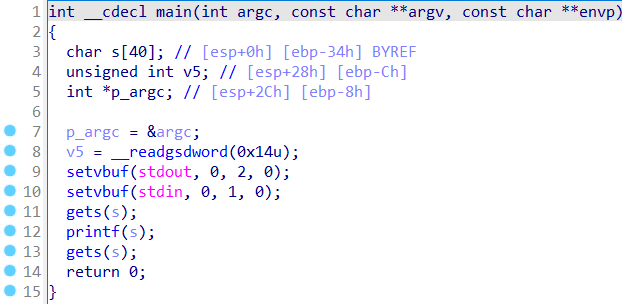 1 int __cdecl main(int argc, const char **argv, const char **envp)
2 {
3 char s[40]; // [esp+0h] [ebp-34h] BYREF
4 unsigned int v5; // [esp+28h] [ebp-Ch]
5 int *p_argc; // [esp+2Ch] [ebp-8h]
6
7 p_argc = &argc;
8 v5 = __readgsdword(0x14u);
9 setvbuf(stdout, 0, 2, 0);
10 setvbuf(stdin, 0, 1, 0);
11 gets(s);
12 printf(s);
13 gets(s);
14 return 0;
15 }